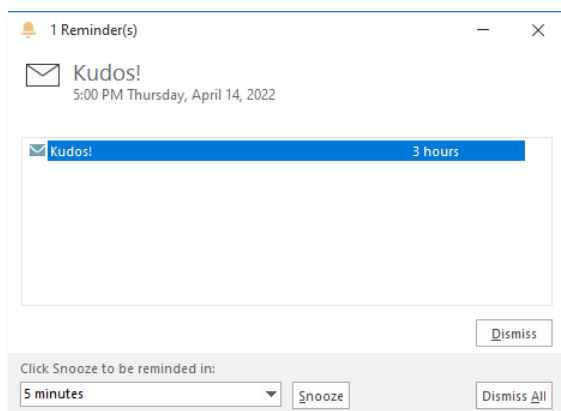 1 Reminder(s)
Kudos!
5:00 PM Thursday, April 14, 2022
Kudos! 3 hours
Dismiss
Click Snooze to be reminded in:
5 minutes Snooze Dismiss All